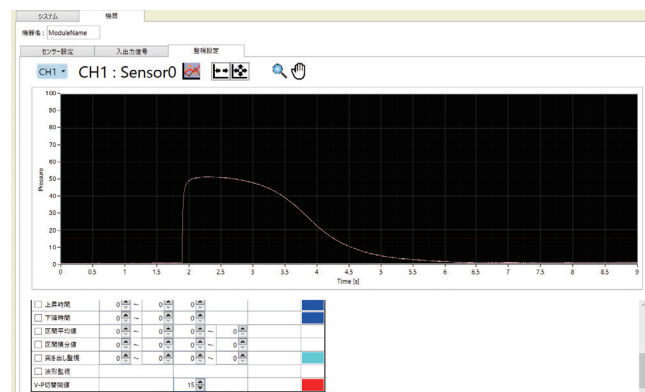 システム 機器
機器名： ModuleName
センサー設定 入出力信号 監視設定
CH1 CH1 : Sensor0
100
90
80
70
60
50
40
30
20
10
0
Pressure
0 0.5 1 1.5 2 2.5 3 3.5 4 4.5 5 5.5 6 6.5 7 7.5 8 8.5 9
Time [s]
上昇時間 0 ～ 0 0
下降時間 0 ～ 0 0
区間平均値 0 ～ 0 0 ～ 0
区間積分値 0 ～ 0 0 ～ 0
突き出し監視 0 ～ 0 0 ～ 0
波形監視
V-P切替閾値 15